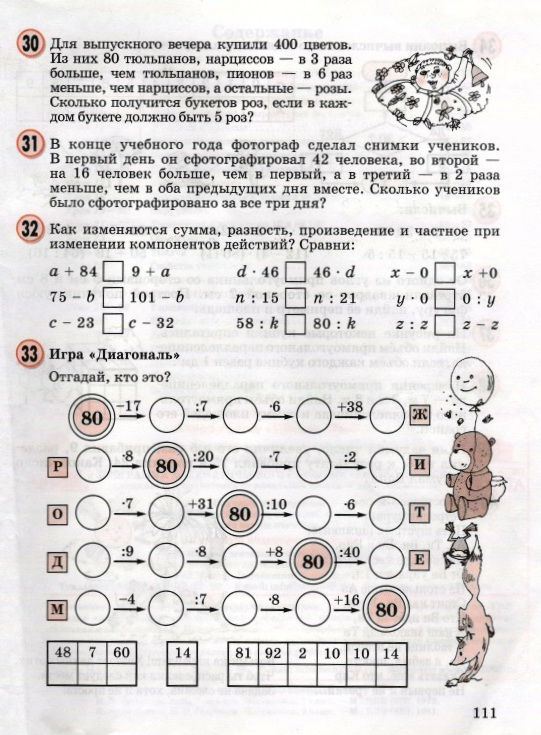 30 Для выпускного вечера купили 400 цветов.
Из них 80 тюльпанов, нарциссов — в 3 раза
больше, чем тюльпанов, пионов — в 6 раз
меньше, чем нарциссов, а остальные — розы.
Сколько получится букетов роз, если в каж-
дом букете должно быть 5 роз?
31 В конце учебного года фотограф сделал снимки учеников.
В первый день он сфотографировал 42 человека, во второй —
на 16 человек больше, чем в первый, а в третий — в 2 раза
меньше, чем в оба предыдущих дня вместе. Сколько учеников
было сфотографировано за все три дня?
32 Как изменяются сумма, разность, произведение и частное при
изменении компонентов действий? Сравни:
a + 84 □ 9 + a d · 46 □ 46 · d x − 0 □ x +0
75 − b □ 101 − b n : 15 □ n : 21 y · 0 □ 0 : y
c − 23 □ c − 32 58 : k □ 80 : k z : z □ z − z
33 Игра «Диагональ»
Отгадай, кто это?
80 −17 :7 ·6 +38 Ж
Р ·8 80 :20 ·7 :2 И
О ·7 +31 80 :10 ·6 Т
Д :9 ·8 +8 80 :40 Е
М −4 :7 ·8 +16 80
48 7 60 14 81 92 2 10 10 14
111